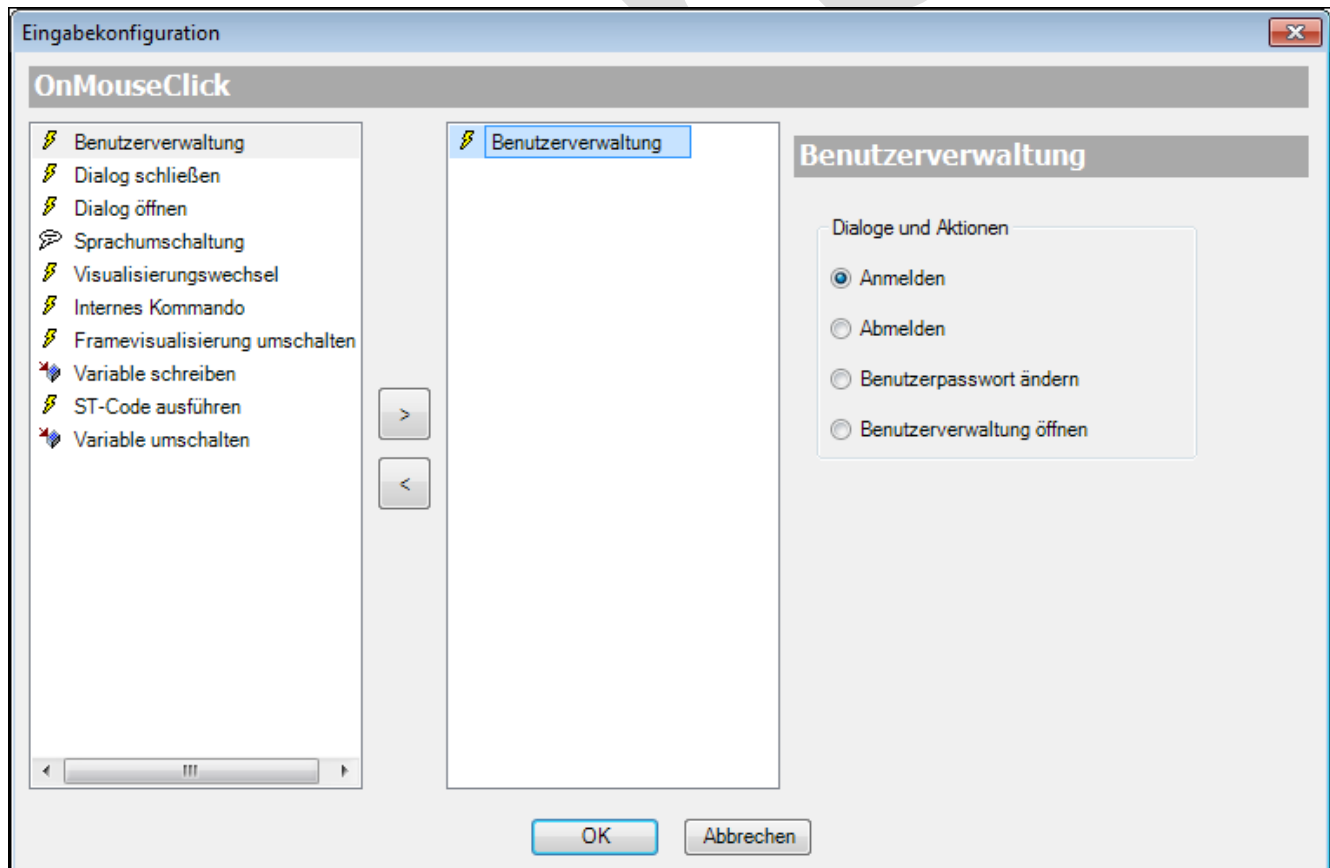 Eingabekonfiguration
OnMouseClick
Benutzerverwaltung
Dialog schließen
Dialog öffnen
Sprachumschaltung
Visualisierungswechsel
Internes Kommando
Framevisualisierung umschalten
Variable schreiben
ST-Code ausführen
Variable umschalten
>
<
Benutzerverwaltung
Benutzerverwaltung
Dialoge und Aktionen
Anmelden
Abmelden
Benutzerpasswort ändern
Benutzerverwaltung öffnen
OK
Abbrechen